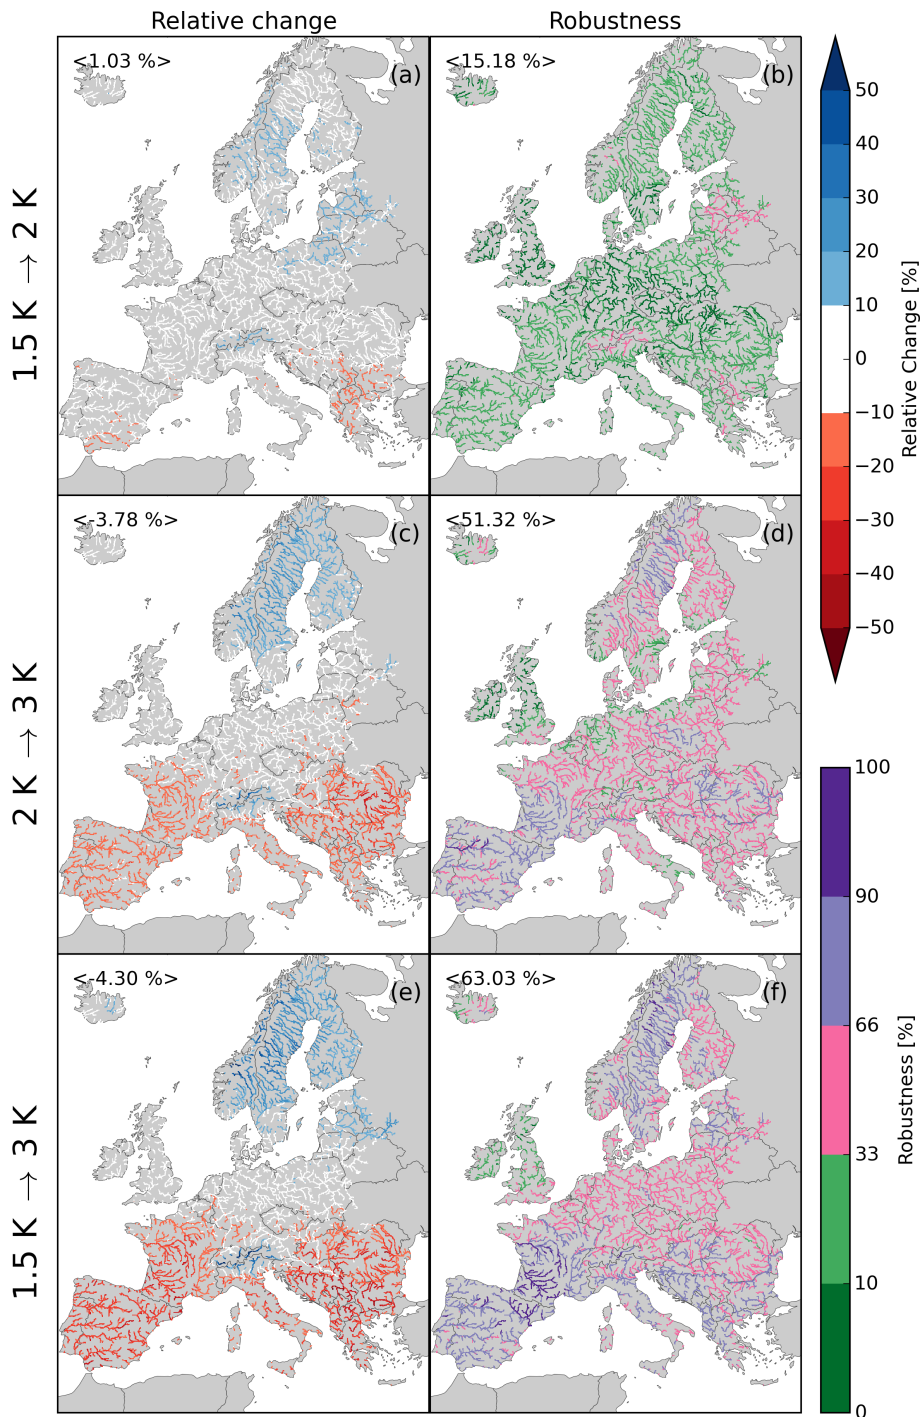 Relative change
Robustness
1.5 K → 2 K
<1.03 %>
(a)
<15.18 %>
(b)
2 K → 3 K
<-3.78 %>
(c)
<51.32 %>
(d)
1.5 K → 3 K
<-4.30 %>
(e)
<63.03 %>
(f)
50
40
30
20
10
0
−10
−20
−30
−40
−50
Relative Change [%]
100
90
66
33
10
0
Robustness [%]